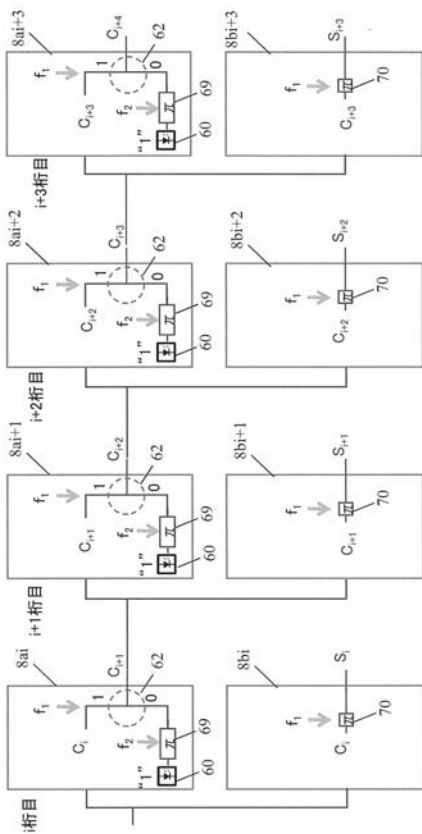 i桁目
8ai
f₁
Cᵢ
1
0
62
Cᵢ₊₁
f₂
π
"1"
69
60
8bi
f₁
Cᵢ
π
70
Sᵢ
i+1桁目
8ai+1
f₁
Cᵢ₊₁
1
0
62
Cᵢ₊₂
f₂
π
"1"
69
60
8bi+1
f₁
Cᵢ₊₁
π
70
Sᵢ₊₁
i+2桁目
8ai+2
f₁
Cᵢ₊₂
1
0
62
Cᵢ₊₃
f₂
π
"1"
69
60
8bi+2
f₁
Cᵢ₊₂
π
70
Sᵢ₊₂
i+3桁目
8ai+3
f₁
Cᵢ₊₃
1
0
62
Cᵢ₊₄
f₂
π
"1"
69
60
8bi+3
f₁
Cᵢ₊₃
π
70
Sᵢ₊₃